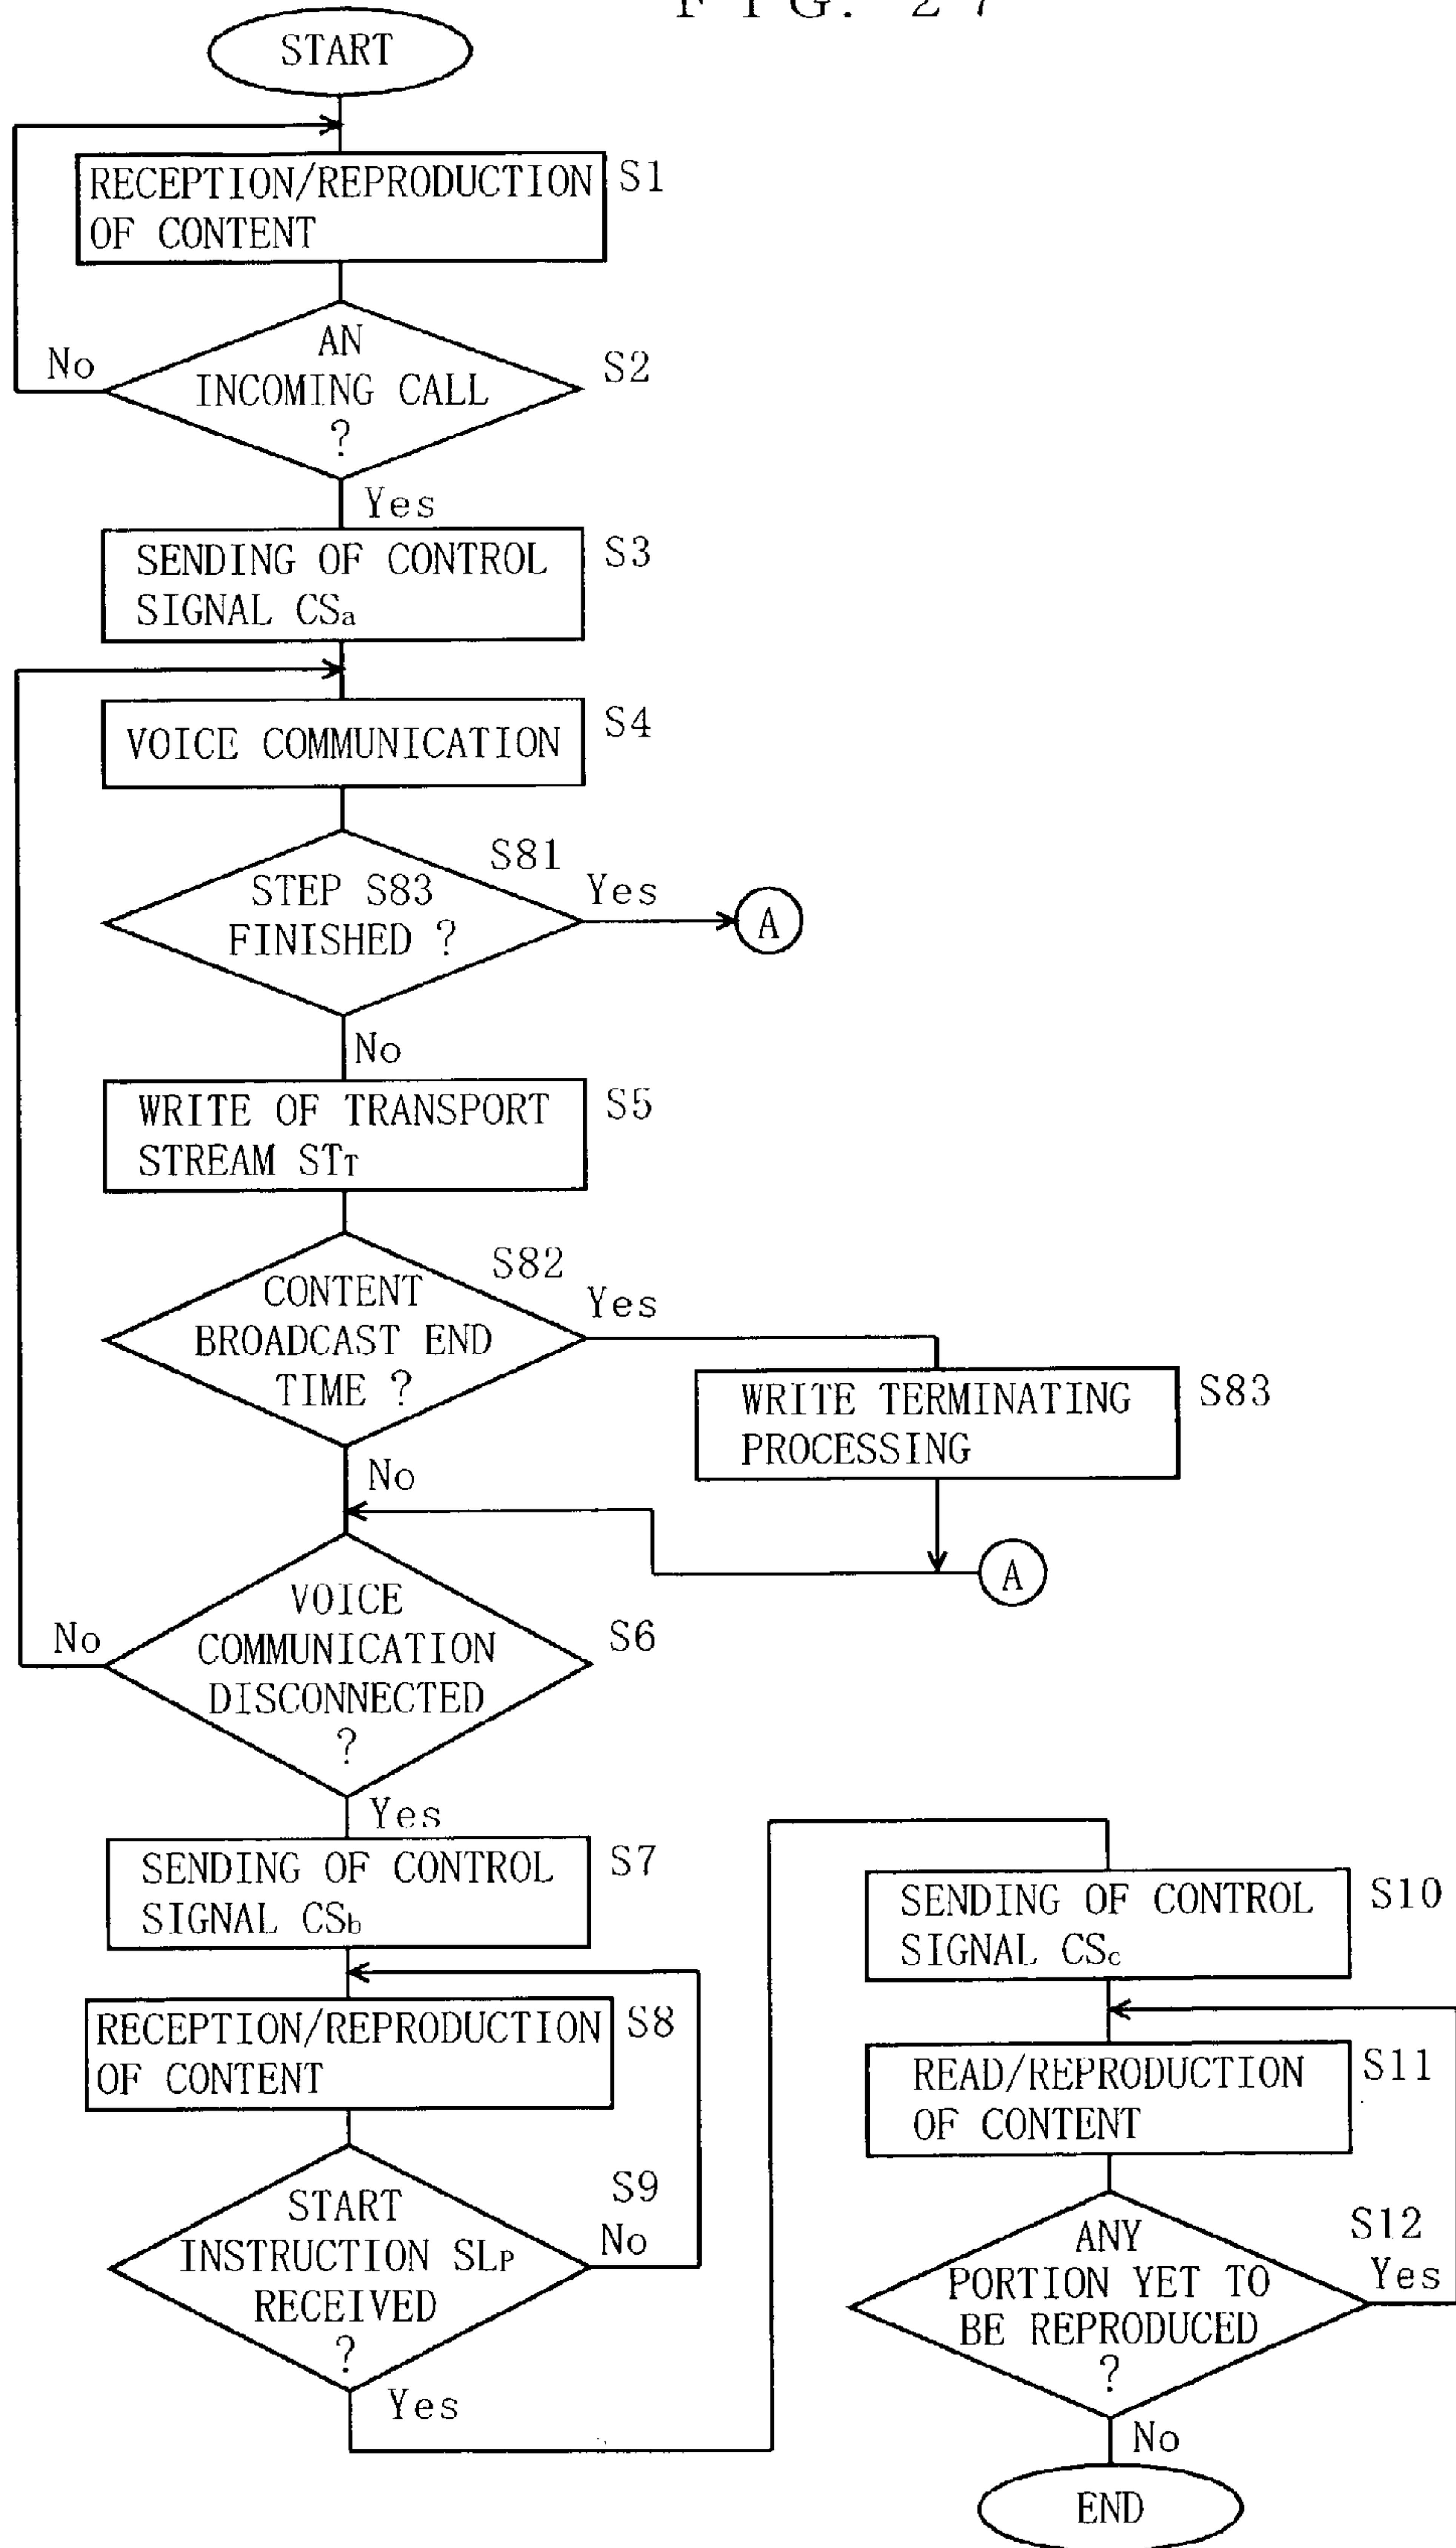 FIG. 27
START
RECEPTION/REPRODUCTION
OF CONTENT
S1
AN
INCOMING CALL
?
S2
No
Yes
SENDING OF CONTROL
SIGNAL CSa
S3
VOICE COMMUNICATION
S4
STEP S83
FINISHED ?
S81
Yes
A
No
WRITE OF TRANSPORT
STREAM STT
S5
CONTENT
BROADCAST END
TIME ?
S82
Yes
WRITE TERMINATING
PROCESSING
S83
No
A
VOICE
COMMUNICATION
DISCONNECTED
?
S6
No
Yes
SENDING OF CONTROL
SIGNAL CSb
S7
RECEPTION/REPRODUCTION
OF CONTENT
S8
START
INSTRUCTION SLP
RECEIVED
?
S9
No
Yes
SENDING OF CONTROL
SIGNAL CSc
S10
READ/REPRODUCTION
OF CONTENT
S11
ANY
PORTION YET TO
BE REPRODUCED
?
S12
Yes
No
END